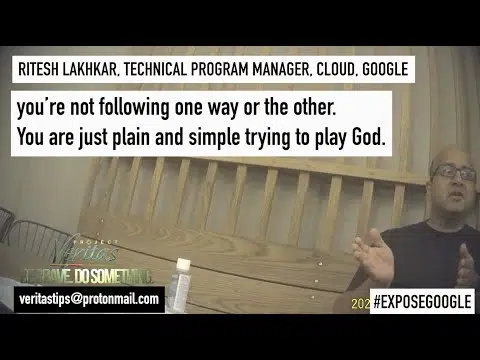 RITESH LAKHKAR, TECHNICAL PROGRAM MANAGER, CLOUD, GOOGLE
you’re not following one way or the other.
You are just plain and simple trying to play God.
PROJECT
Veritas
BE BRAVE. DO SOMETHING.
veritastips@protonmail.com
202
#EXPOSEGOOGLE